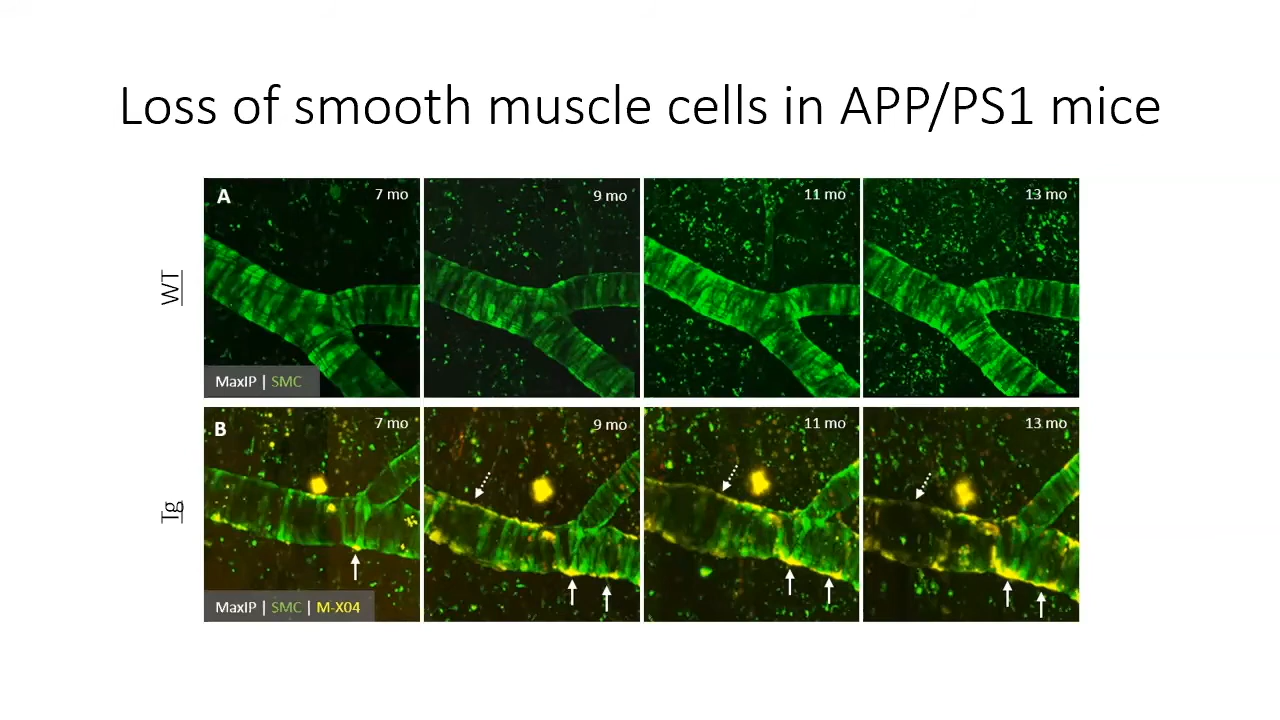 Loss of smooth muscle cells in APP/PS1 mice
WT
A
7 mo
9 mo
11 mo
13 mo
MaxIP | SMC
Tg
B
7 mo
9 mo
11 mo
13 mo
MaxIP | SMC | M-X04